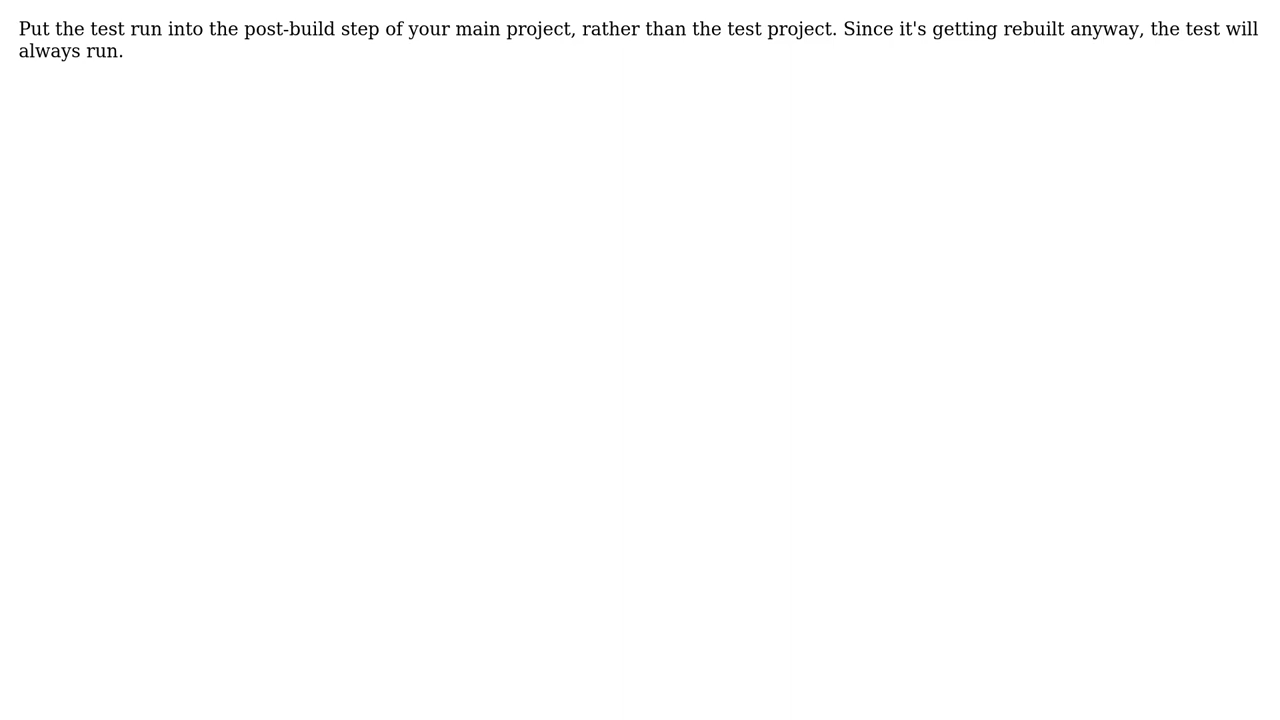 Put the test run into the post-build step of your main project, rather than the test project. Since it's getting rebuilt anyway, the test will
always run.